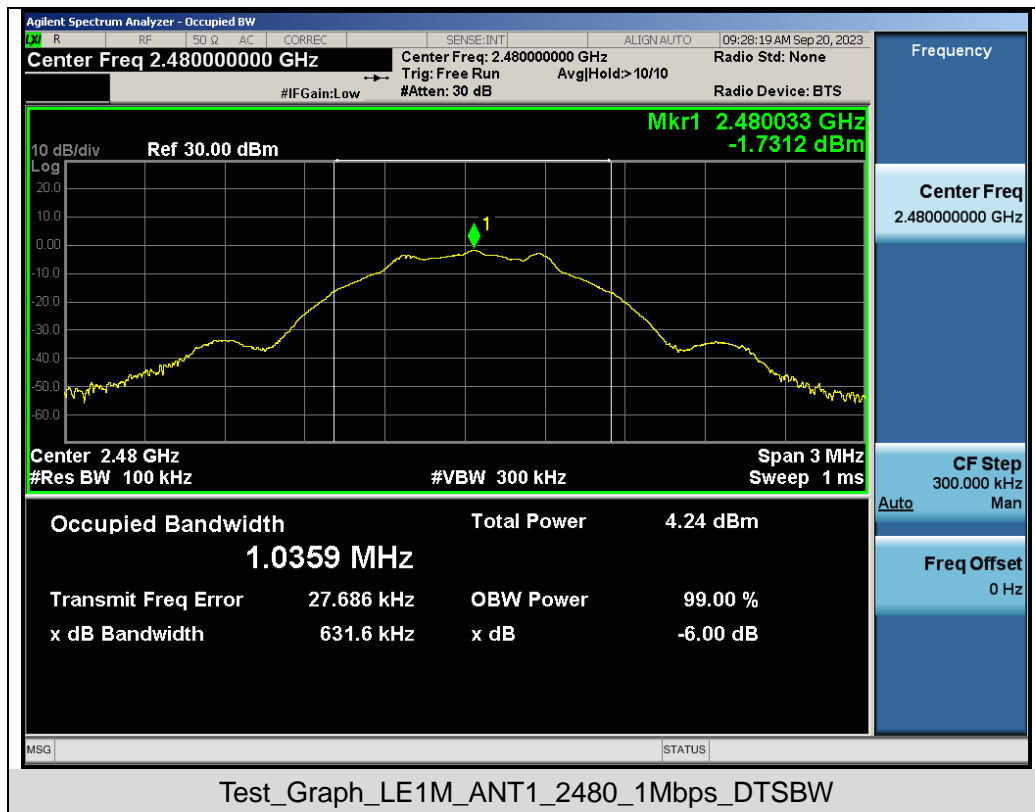 Agilent Spectrum Analyzer - Occupied BW
LXI R RF 50 Ω AC CORREC SENSE:INT ALIGN AUTO 09:28:19 AM Sep 20, 2023
Center Freq 2.480000000 GHz
Center Freq: 2.480000000 GHz Radio Std: None
Trig: Free Run Avg|Hold:> 10/10
#IFGain:Low #Atten: 30 dB Radio Device: BTS
Mkr1 2.480033 GHz
-1.7312 dBm
10 dB/div Ref 30.00 dBm
Log
20.0
10.0
0.00
-10.0
-20.0
-30.0
-40.0
-50.0
-60.0
1
Center 2.48 GHz Span 3 MHz
#Res BW 100 kHz #VBW 300 kHz Sweep 1 ms
Occupied Bandwidth Total Power 4.24 dBm
1.0359 MHz
Transmit Freq Error 27.686 kHz OBW Power 99.00 %
x dB Bandwidth 631.6 kHz x dB -6.00 dB
MSG STATUS
Frequency
Center Freq
2.480000000 GHz
CF Step
300.000 kHz
Auto Man
Freq Offset
0 Hz
Test_Graph_LE1M_ANT1_2480_1Mbps_DTSBW